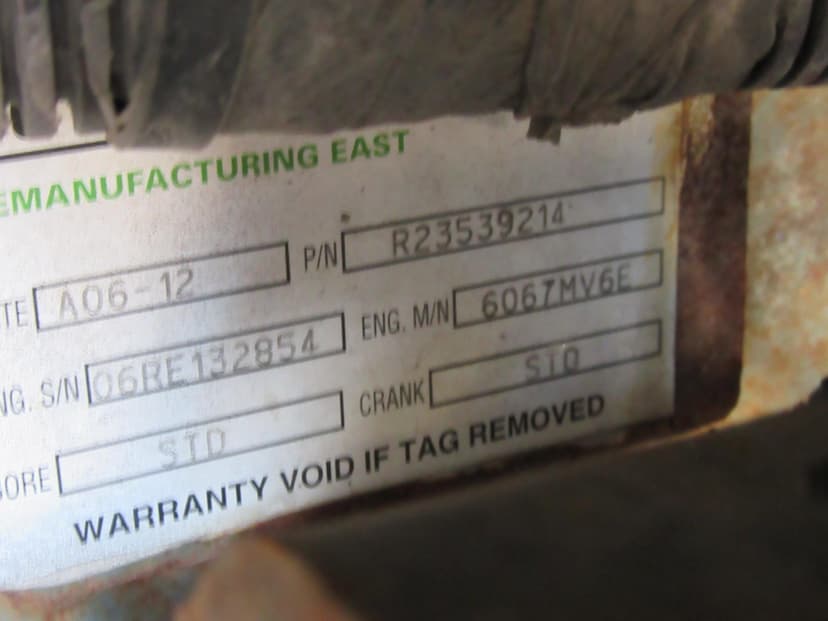 EMANUFACTURING EAST
TE A06-12 P/N R23539214
NG. S/N 06RE132854 ENG. M/N 6067MV6E
ORE STD CRANK STD
WARRANTY VOID IF TAG REMOVED